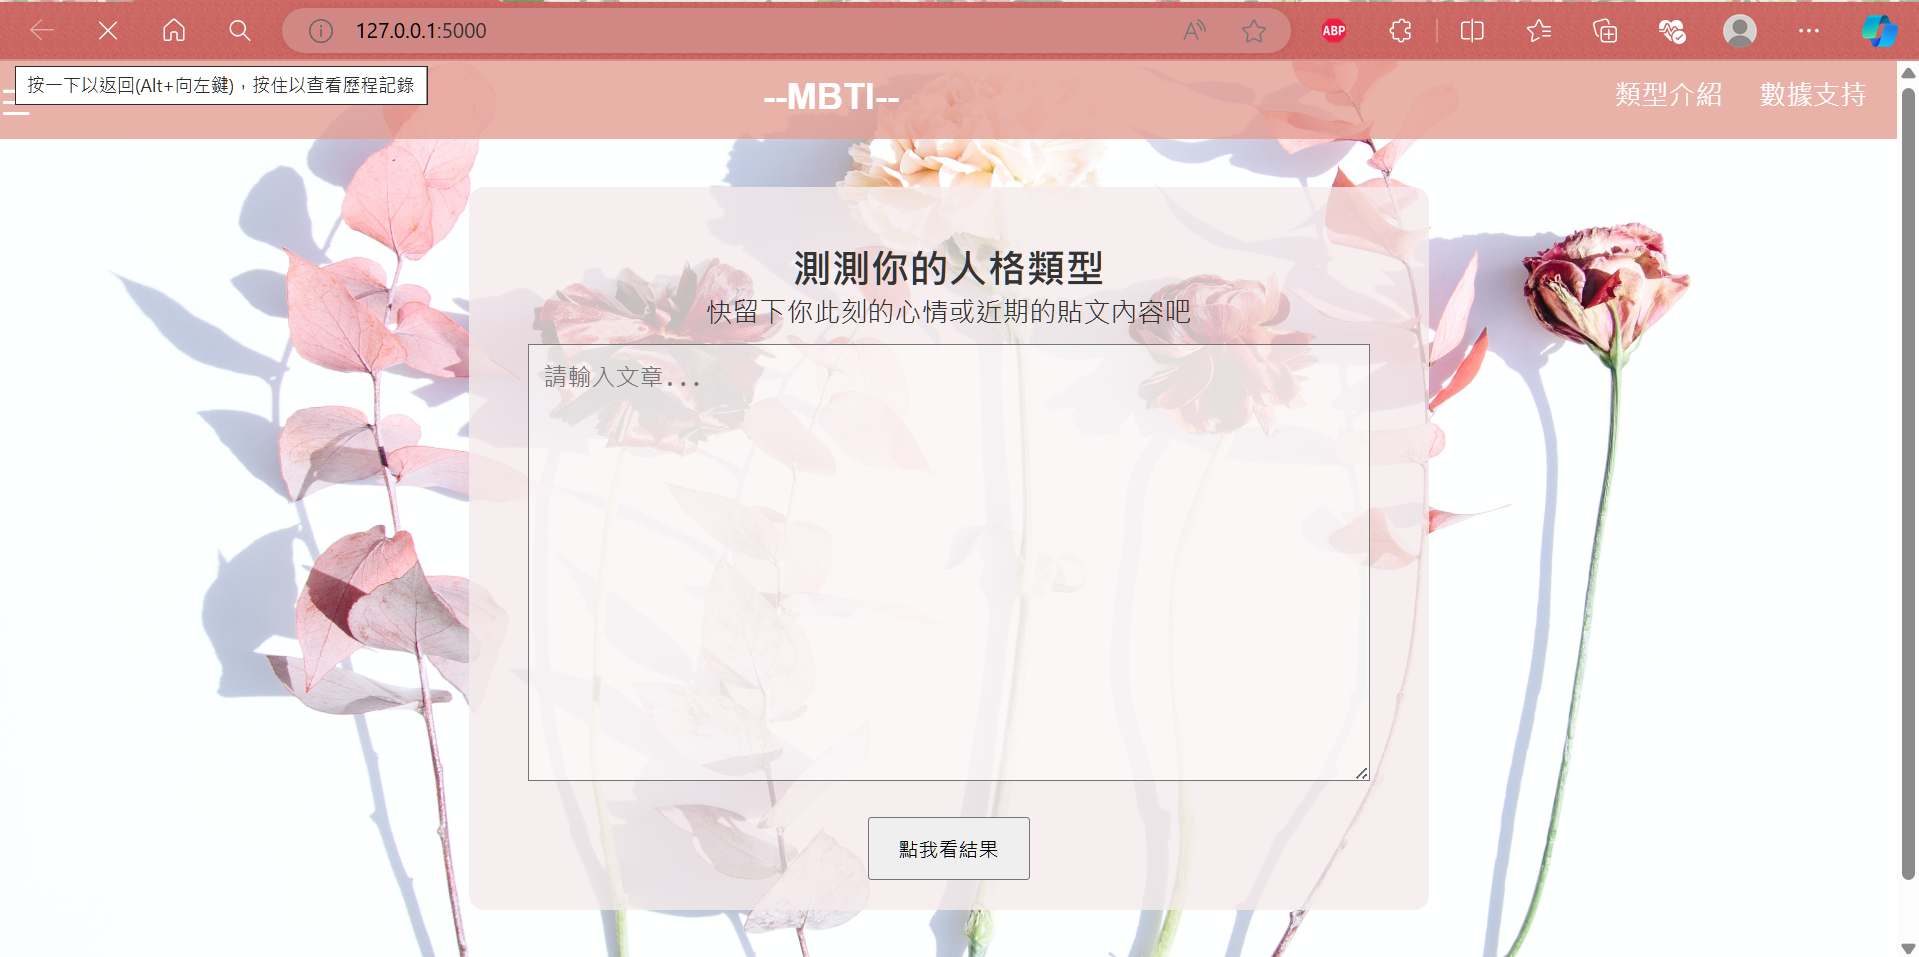 127.0.0.1:5000
ABP
按一下以返回(Alt+向左鍵)，按住以查看歷程記錄
--MBTI--
類型介紹
數據支持
測測你的人格類型
快留下你此刻的心情或近期的貼文內容吧
請輸入文章...
點我看結果